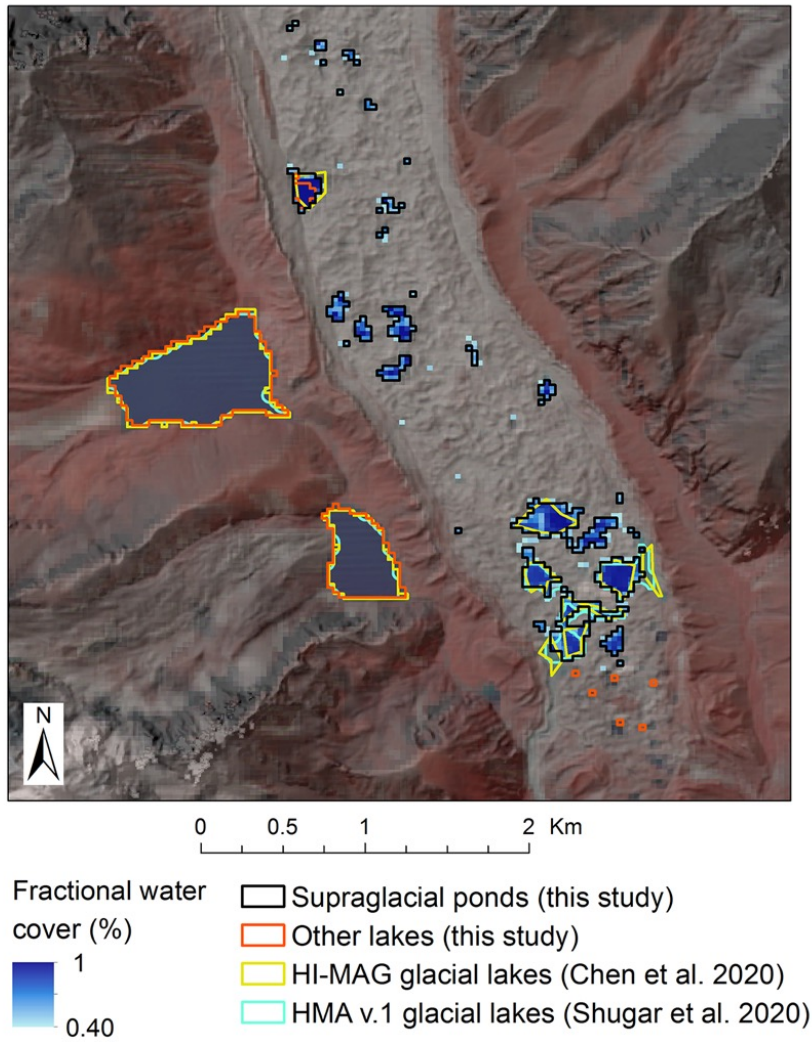 N
0 0.5 1 2 Km
Fractional water
cover (%)
1
0.40
Supraglacial ponds (this study)
Other lakes (this study)
HI-MAG glacial lakes (Chen et al. 2020)
HMA v.1 glacial lakes (Shugar et al. 2020)